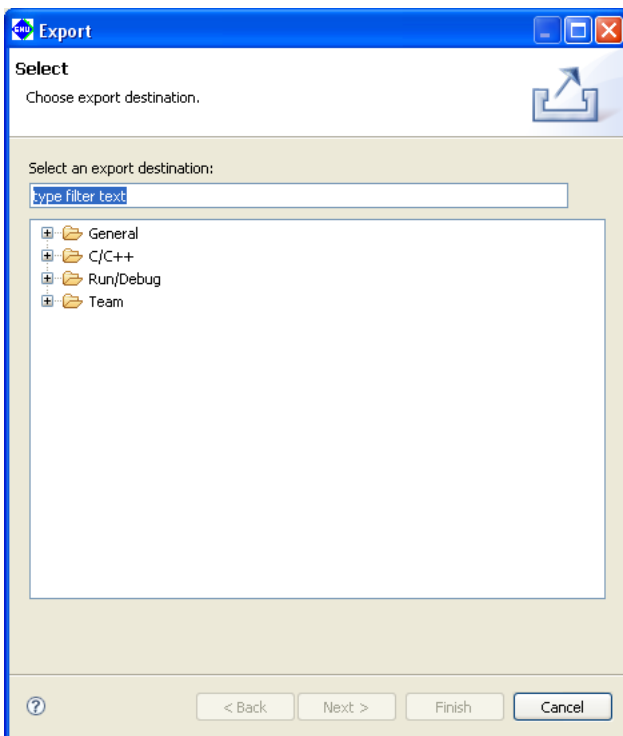 GNU Export
Select
Choose export destination.
Select an export destination:
type filter text
General
C/C++
Run/Debug
Team
? < Back Next > Finish Cancel